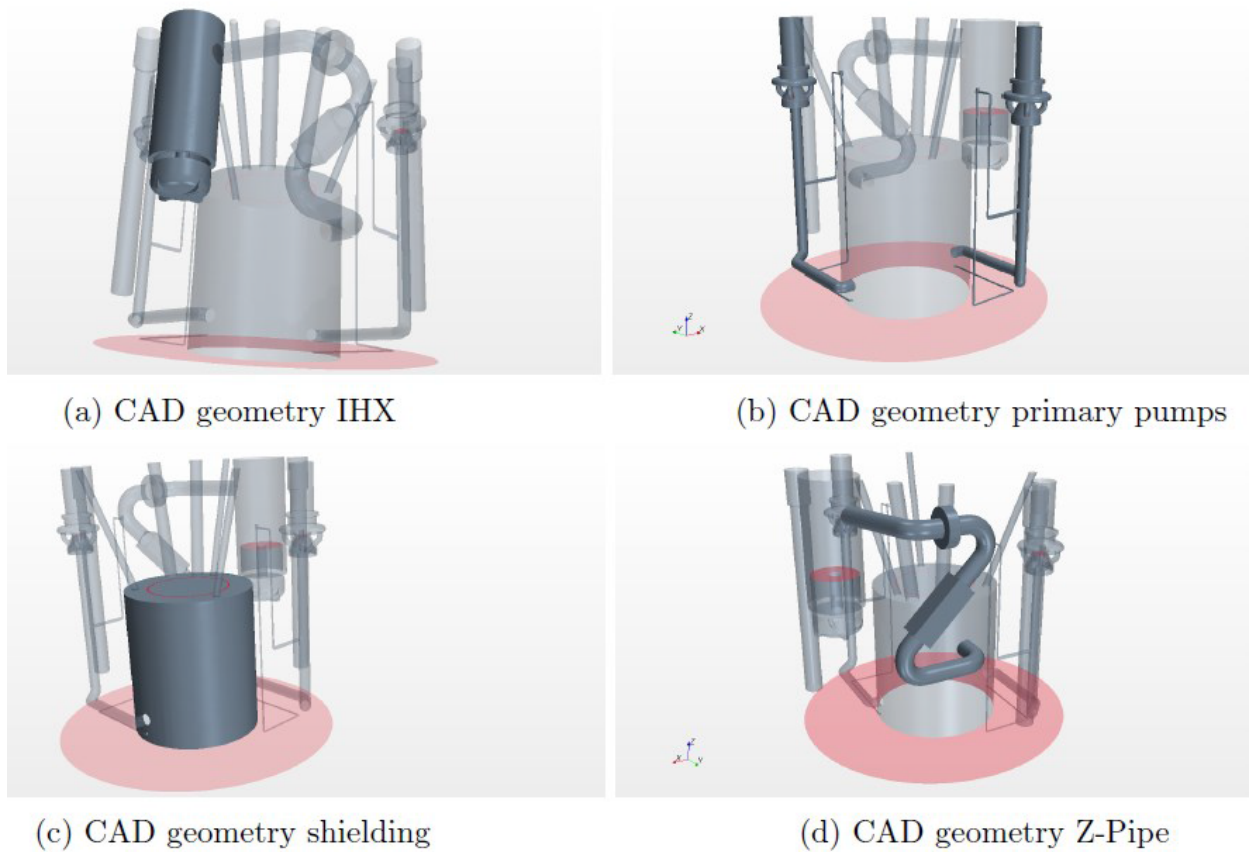 (a) CAD geometry IHX
Z
Y
X
(b) CAD geometry primary pumps
(c) CAD geometry shielding
Z
X
Y
(d) CAD geometry Z-Pipe